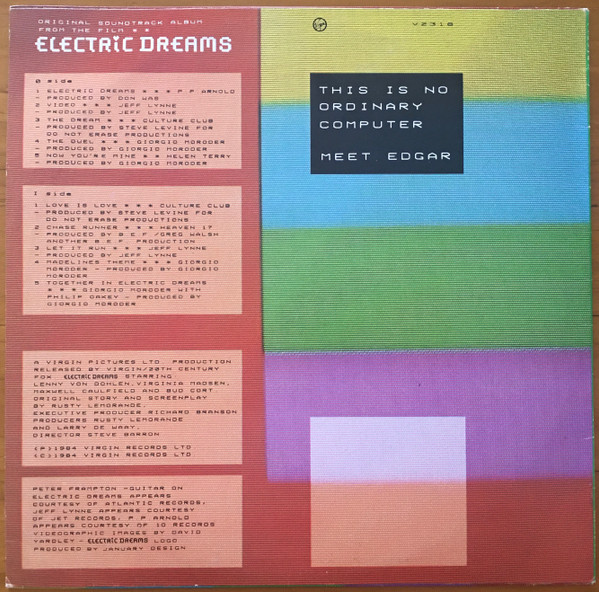 ORIGINAL SOUNDTRACK ALBUM
FROM THE FILM * *
ELECTRIC DREAMS
0 side
1 ELECTRIC DREAMS * * * P P ARNOLD
- PRODUCED BY DON WAS
2 VIDEO * * * JEFF LYNNE
- PRODUCED BY JEFF LYNNE
3 THE DREAM * * * CULTURE CLUB
- PRODUCED BY STEVE LEVINE FOR
DO NOT ERASE PRODUCTIONS
4 THE DUEL * * * GIORGIO MORODER
- PRODUCED BY GIORGIO MORODER
5 NOW YOU'RE MINE * * HELEN TERRY
- PRODUCED BY GIORGIO MORODER
1 side
1 LOVE IS LOVE * * * CULTURE CLUB
- PRODUCED BY STEVE LEVINE FOR
DO NOT ERASE PRODUCTIONS
2 CHASE RUNNER * * * HEAVEN 17
- PRODUCED BY B E F /GREG WALSH
ANOTHER B E F PRODUCTION
3 LET IT RUN * * * JEFF LYNNE
- PRODUCED BY JEFF LYNNE
4 MADELINES THEME * * * GIORGIO
MORODER - PRODUCED BY GIORGIO
MORODER
5 TOGETHER IN ELECTRIC DREAMS
* * * GIORGIO MORODER WITH
PHILIP OAKEY - PRODUCED BY
GIORGIO MORODER
A VIRGIN PICTURES LTD. PRODUCTION
RELEASED BY VIRGIN/20TH CENTURY
FOX ELECTRIC DREAMS STARRING
LENNY VON DOHLEN, VIRGINIA MADSEN,
MAXWELL CAULFIELD AND BUD CORT.
ORIGINAL STORY AND SCREENPLAY
BY RUSTY LEMORANDE
EXECUTIVE PRODUCER RICHARD BRANSON
PRODUCERS RUSTY LEMORANDE
AND LARRY DE WAAY.
DIRECTOR STEVE BARRON
(P)1984 VIRGIN RECORDS LTD
(C)1984 VIRGIN RECORDS LTD
PETER FRAMPTON -GUITAR ON
ELECTRIC DREAMS APPEARS
COURTESY OF ATLANTIC RECORDS.
JEFF LYNNE APPEARS COURTESY
OF JET RECORDS. P P ARNOLD
APPEARS COURTESY OF 10 RECORDS
VIDEOGRAPHIC IMAGES BY DAVID
YARDLEY - ELECTRIC DREAMS LOGO
PRODUCED BY JANUARY DESIGN
Virgin
V2318
THIS IS NO
ORDINARY
COMPUTER
MEET EDGAR